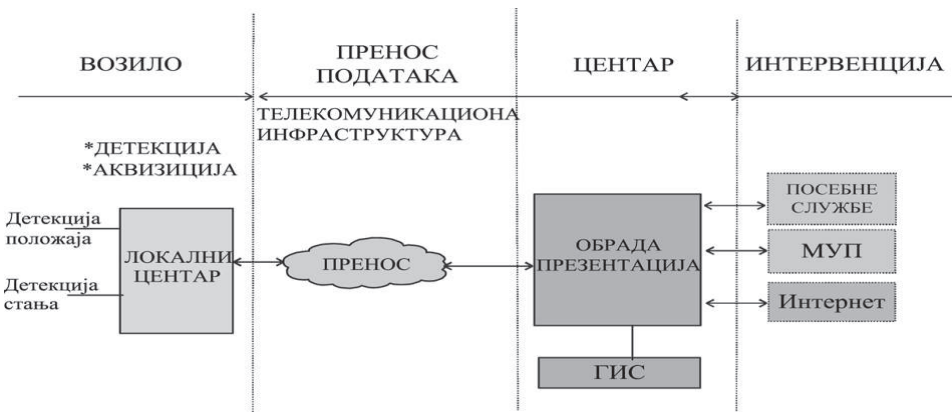 ВОЗИЛО
ПРЕНОС
ПОДАТАКА
ЦЕНТАР
ИНТЕРВЕНЦИЈА
ТЕЛЕКОМУНИКАЦИОНА
ИНФРАСТРУКТУРА
*ДЕТЕКЦИЈА
*АКВИЗИЦИЈА
Детекција
положаја
Детекција
стања
ЛОКАЛНИ
ЦЕНТАР
ПРЕНОС
ОБРАДА
ПРЕЗЕНТАЦИЈА
ГИС
ПОСЕБНЕ
СЛУЖБЕ
МУП
Интернет